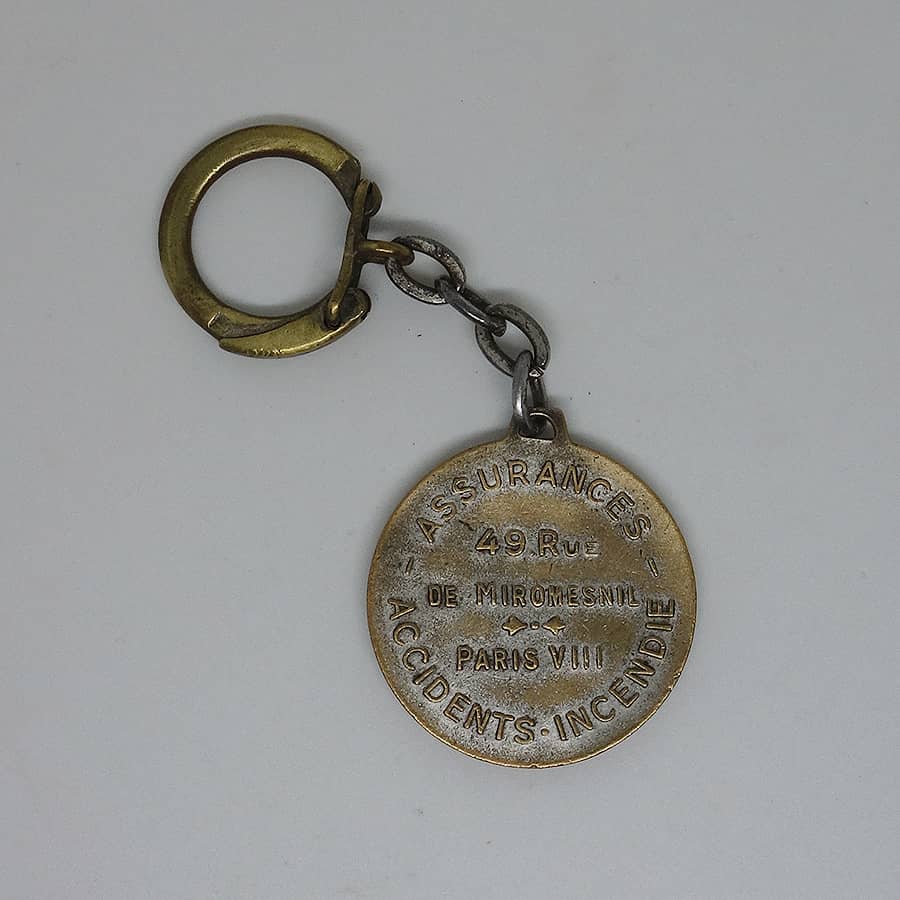 ASSURANCES
49 RUE
DE MIROMESNIL
PARIS VIII
ACCIDENTS · INCENDIE